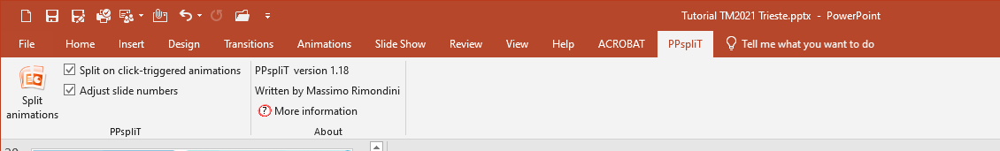 Tutorial TM2021 Trieste.pptx - PowerPoint
File Home Insert Design Transitions Animations Slide Show Review View Help ACROBAT PPspliT Tell me what you want to do
Split animations
Split on click-triggered animations
Adjust slide numbers
PPspliT
PPspliT version 1.18
Written by Massimo Rimondini
? More information
About